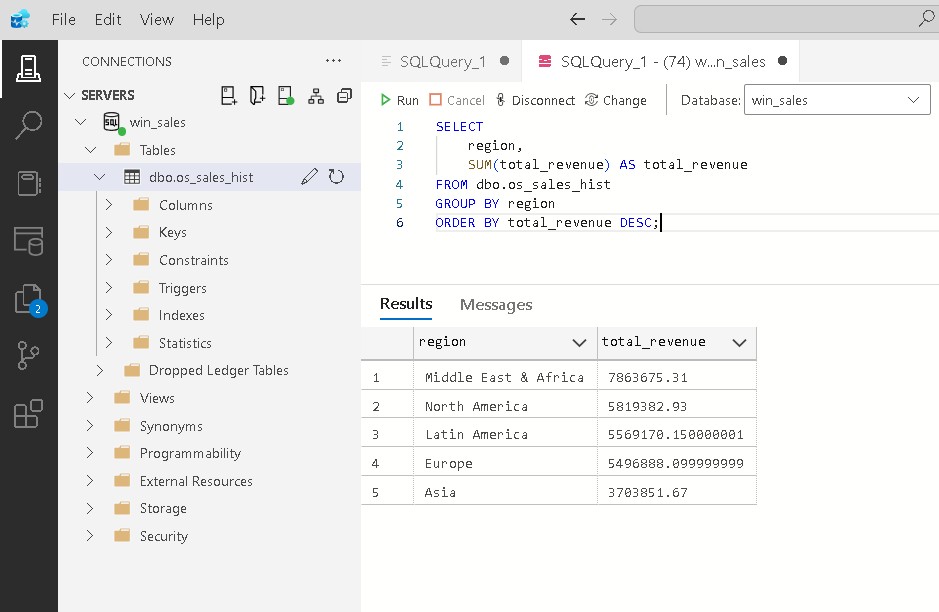 File Edit View Help
CONNECTIONS ...
SERVERS
win_sales
Tables
dbo.os_sales_hist
Columns
Keys
Constraints
Triggers
Indexes
Statistics
Dropped Ledger Tables
Views
Synonyms
Programmability
External Resources
Storage
Security
2
SQL
SQLQuery_1
SQLQuery_1 - (74) w...n_sales
Run Cancel Disconnect Change Database: win_sales
1 SELECT
2 region,
3 SUM(total_revenue) AS total_revenue
4 FROM dbo.os_sales_hist
5 GROUP BY region
6 ORDER BY total_revenue DESC;
Results Messages
region total_revenue
1 Middle East & Africa 7863675.31
2 North America 5819382.93
3 Latin America 5569170.150000001
4 Europe 5496888.099999999
5 Asia 3703851.67